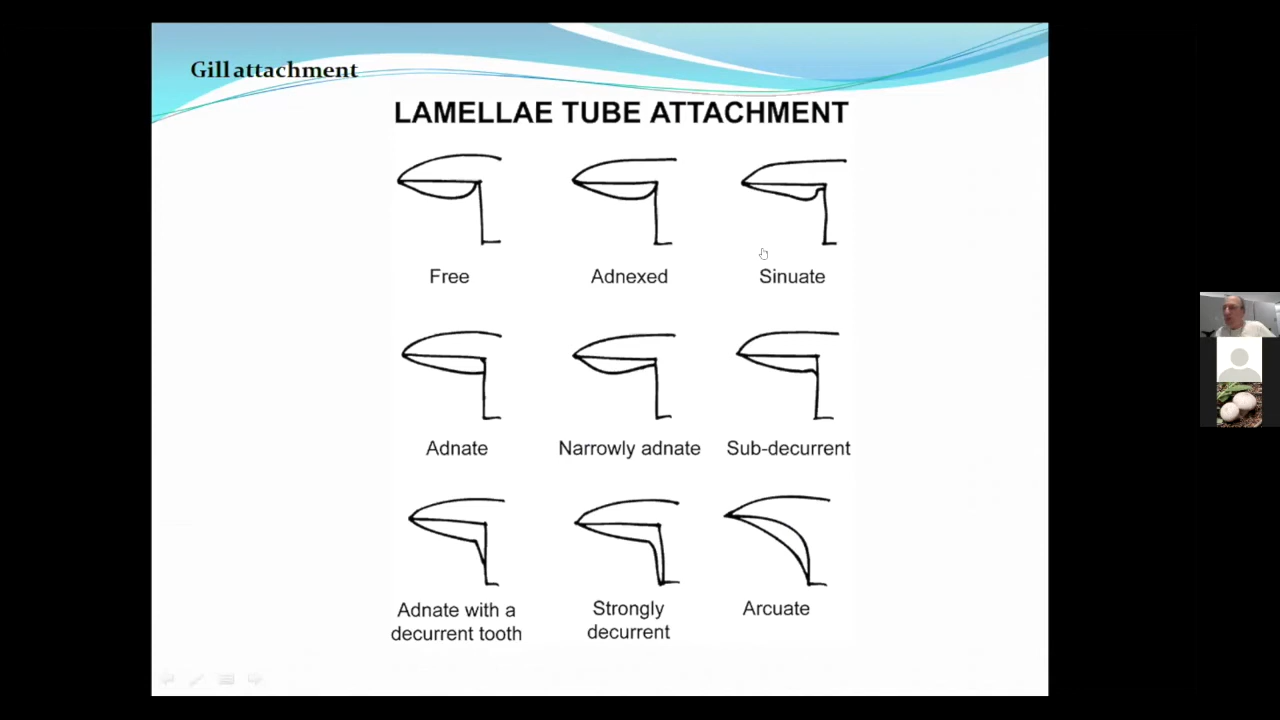 Gill attachment
LAMELLAE TUBE ATTACHMENT
Free
Adnexed
Sinuate
Adnate
Narrowly adnate
Sub-decurrent
Adnate with a
decurrent tooth
Strongly
decurrent
Arcuate